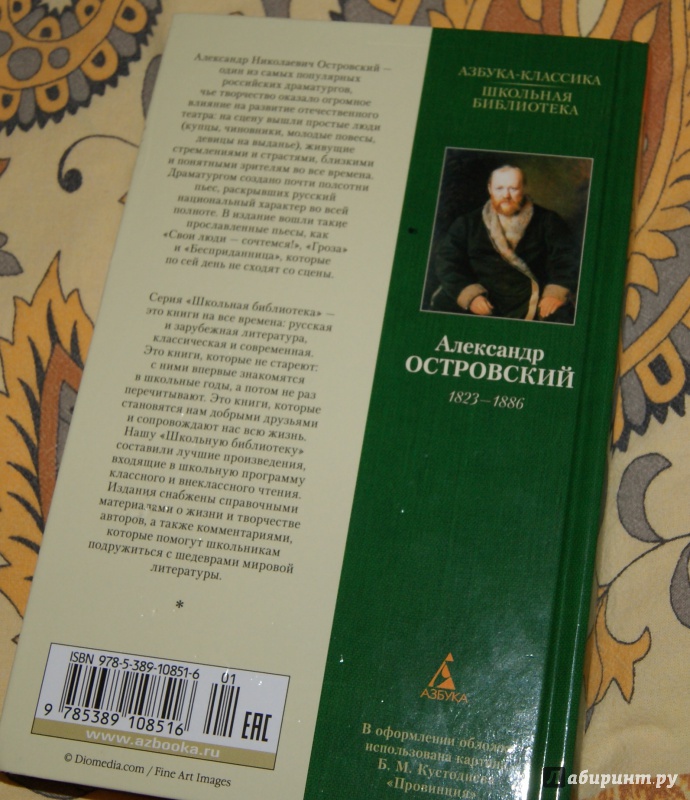 Александр Николаевич Островский —
один из самых популярных
российских драматургов,
чье творчество оказало огромное
влияние на развитие отечественного
театра: на сцену вышли простые люди
(купцы, чиновники, молодые повесы,
девицы на выданье), живущие
стремлениями и страстями, близкими
и понятными зрителям во все времена.
Драматургом создано почти полсотни
пьес, раскрывших русский
национальный характер во всей
полноте. В издание вошли такие
прославленные пьесы, как
«Свои люди — сочтемся!», «Гроза»
и «Бесприданница», которые
по сей день не сходят со сцены.
Серия «Школьная библиотека» —
это книги на все времена: русская
и зарубежная литература,
классическая и современная.
Это книги, которые не стареют:
с ними впервые знакомятся
в школьные годы, а потом не раз
перечитывают. Это книги, которые
становятся нам добрыми друзьями
и сопровождают нас всю жизнь.
Нашу «Школьную библиотеку»
составили лучшие произведения,
входящие в школьную программу
классного и внеклассного чтения.
Издания снабжены справочными
материалами о жизни и творчестве
авторов, а также комментариями,
которые помогут школьникам
подружиться с шедеврами мировой
литературы.
*
ISBN 978-5-389-10851-6
01
9 785389 108516
EAC
www.azbooka.ru
© Diomedia.com / Fine Art Images
АЗБУКА-КЛАССИКА
ШКОЛЬНАЯ
БИБЛИОТЕКА
Александр
ОСТРОВСКИЙ
1823—1886
АЗБУКА
В оформлении обложки
использована картина
Б. М. Кустодиева
«Провинция»
Лабиринт.ру